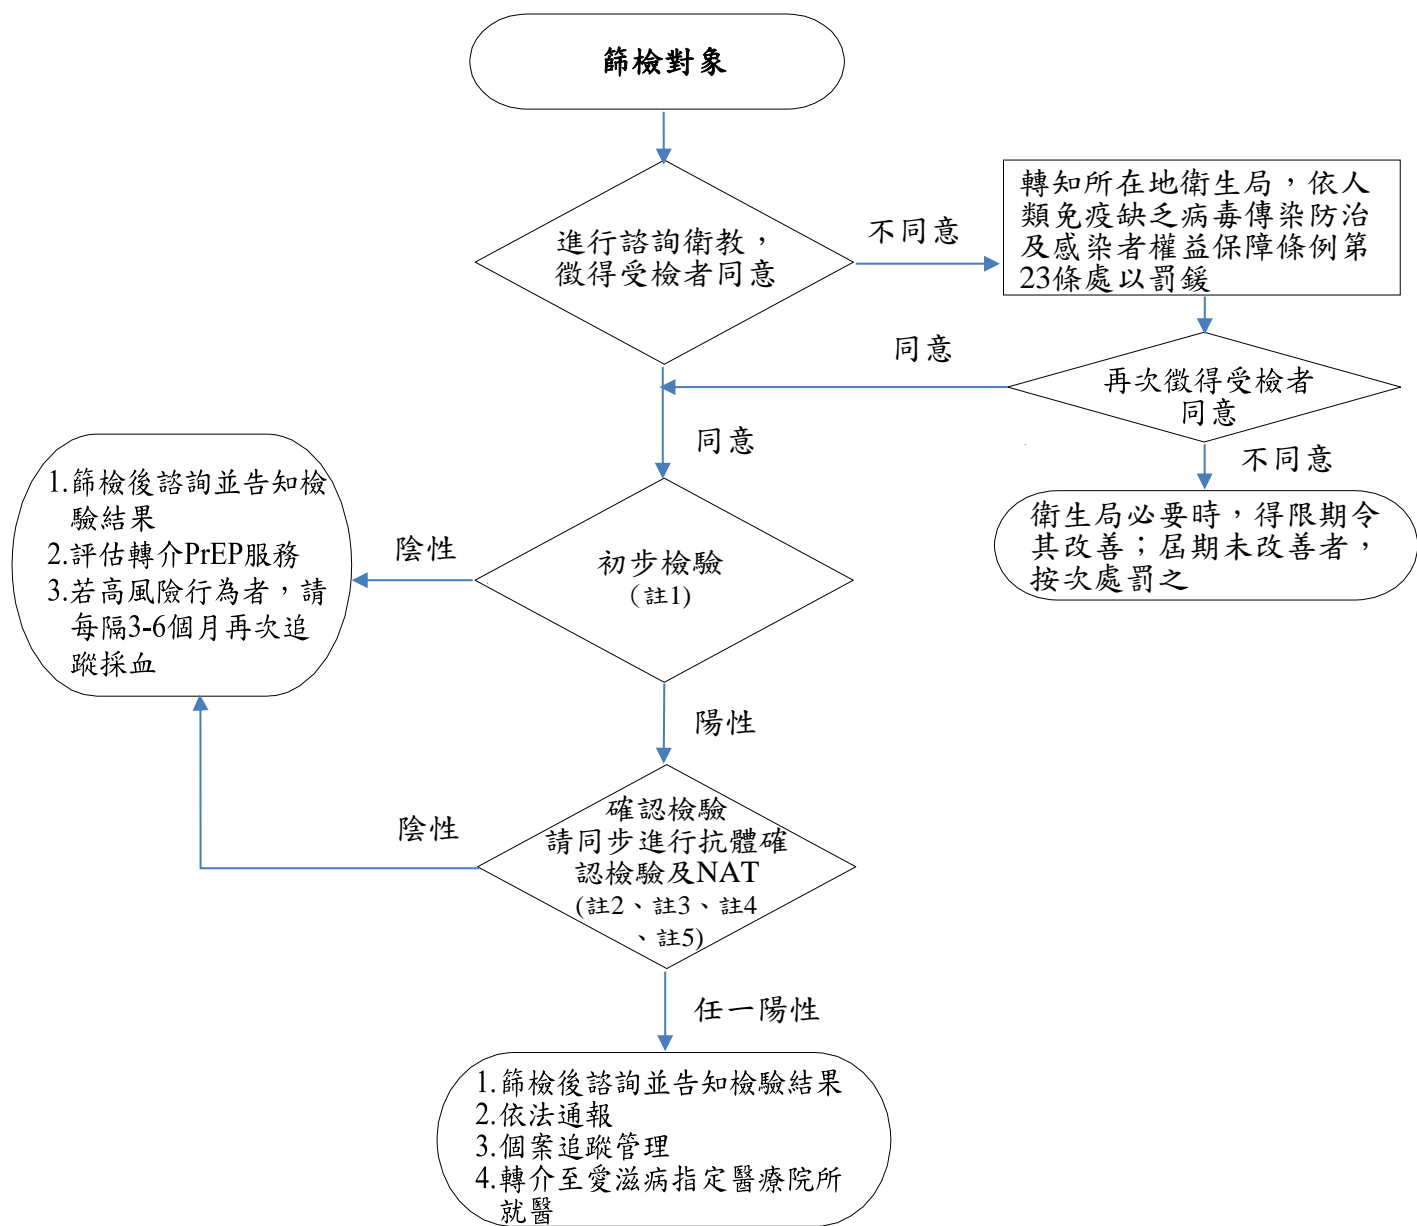 篩檢對象
進行諮詢衛教，
徵得受檢者同意
不同意
轉知所在地衛生局，依人
類免疫缺乏病毒傳染防治
及感染者權益保障條例第
23條處以罰鍰
同意
再次徵得受檢者
同意
同意
不同意
衛生局必要時，得限期令
其改善；屆期未改善者，
按次處罰之
1.篩檢後諮詢並告知檢
驗結果
2.評估轉介PrEP服務
3.若高風險行為者，請
每隔3-6個月再次追
蹤採血
陰性
初步檢驗
（註1)
陽性
陰性
確認檢驗
請同步進行抗體確
認檢驗及NAT
(註2、註3、註4
、註5)
任一陽性
1.篩檢後諮詢並告知檢驗結果
2.依法通報
3.個案追蹤管理
4.轉介至愛滋病指定醫療院所
就醫